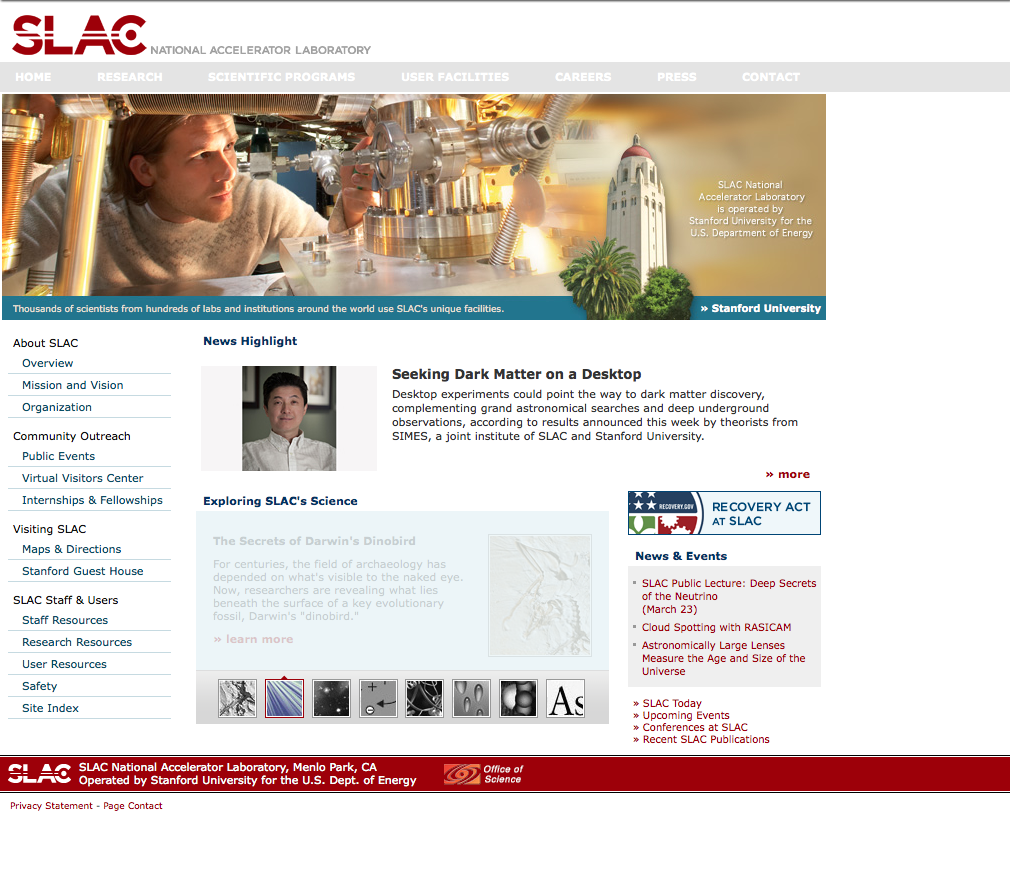 SLAC NATIONAL ACCELERATOR LABORATORY
HOME RESEARCH SCIENTIFIC PROGRAMS USER FACILITIES CAREERS PRESS CONTACT
SLAC National
Accelerator Laboratory
is operated by
Stanford University for the
U.S. Department of Energy
Thousands of scientists from hundreds of labs and institutions around the world use SLAC's unique facilities.
» Stanford University
About SLAC
Overview
Mission and Vision
Organization
Community Outreach
Public Events
Virtual Visitors Center
Internships & Fellowships
Visiting SLAC
Maps & Directions
Stanford Guest House
SLAC Staff & Users
Staff Resources
Research Resources
User Resources
Safety
Site Index
News Highlight
Seeking Dark Matter on a Desktop
Desktop experiments could point the way to dark matter discovery,
complementing grand astronomical searches and deep underground
observations, according to results announced this week by theorists from
SIMES, a joint institute of SLAC and Stanford University.
» more
Exploring SLAC's Science
The Secrets of Darwin's Dinobird
For centuries, the field of archaeology has
depended on what's visible to the naked eye.
Now, researchers are revealing what lies
beneath the surface of a key evolutionary
fossil, Darwin's "dinobird."
» learn more
As
RECOVERY.GOV
RECOVERY ACT
AT SLAC
News & Events
SLAC Public Lecture: Deep Secrets
of the Neutrino
(March 23)
Cloud Spotting with RASICAM
Astronomically Large Lenses
Measure the Age and Size of the
Universe
» SLAC Today
» Upcoming Events
» Conferences at SLAC
» Recent SLAC Publications
SLAC
SLAC National Accelerator Laboratory, Menlo Park, CA
Operated by Stanford University for the U.S. Dept. of Energy
Office of
Science
Privacy Statement - Page Contact